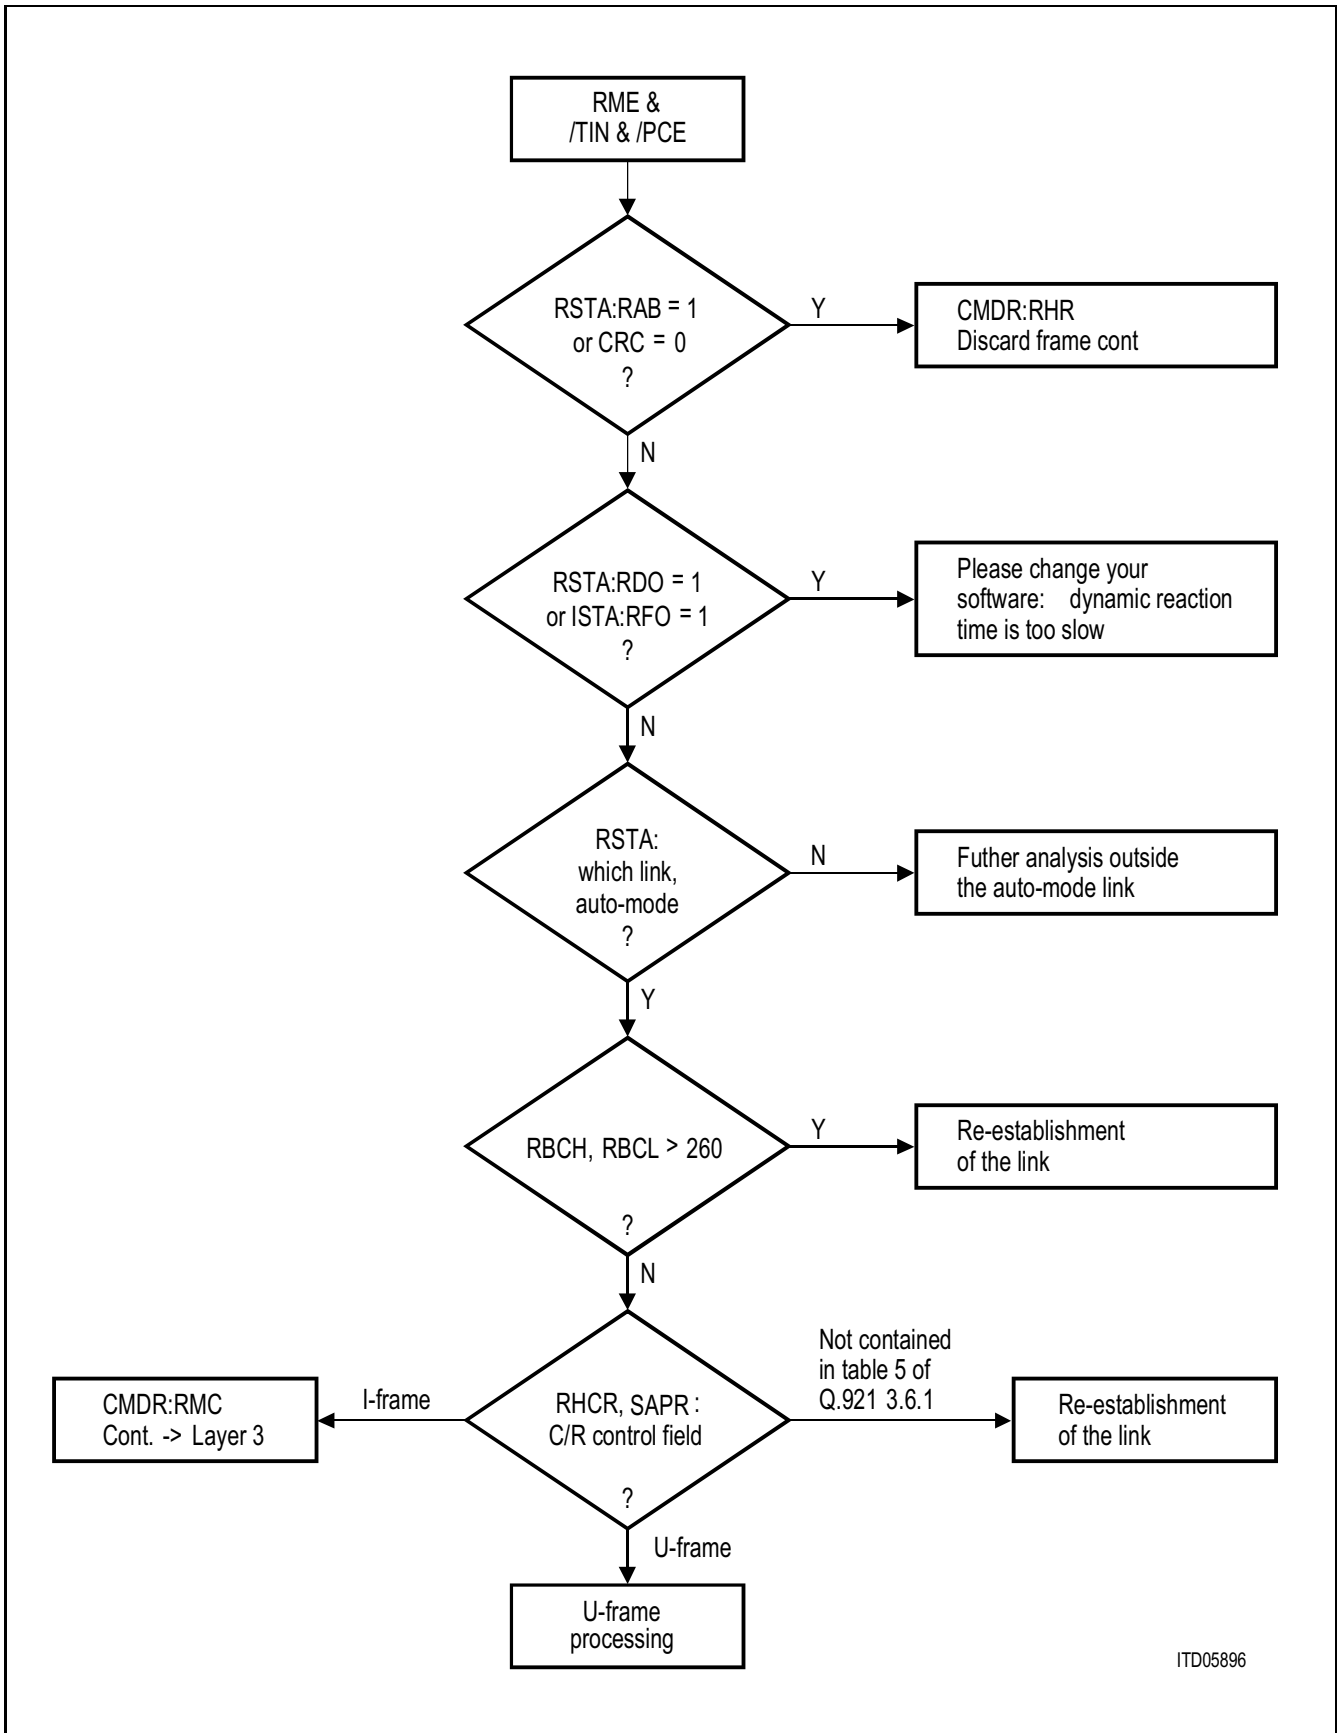 RME &
/TIN & /PCE
RSTA:RAB = 1
or CRC = 0
?
Y
CMDR:RHR
Discard frame cont
N
RSTA:RDO = 1
or ISTA:RFO = 1
?
Y
Please change your
software: dynamic reaction
time is too slow
N
RSTA:
which link,
auto-mode
?
N
Futher analysis outside
the auto-mode link
Y
RBCH, RBCL > 260
?
Y
Re-establishment
of the link
N
CMDR:RMC
Cont. -> Layer 3
I-frame
RHCR, SAPR :
C/R control field
?
Not contained
in table 5 of
Q.921 3.6.1
Re-establishment
of the link
U-frame
U-frame
processing
ITD05896